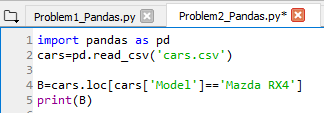 Problem1_Pandas.py Problem2_Pandas.py*
1 import pandas as pd
2 cars=pd.read_csv('cars.csv')
3
4 B=cars.loc[cars['Model']=='Mazda RX4']
5 print(B)